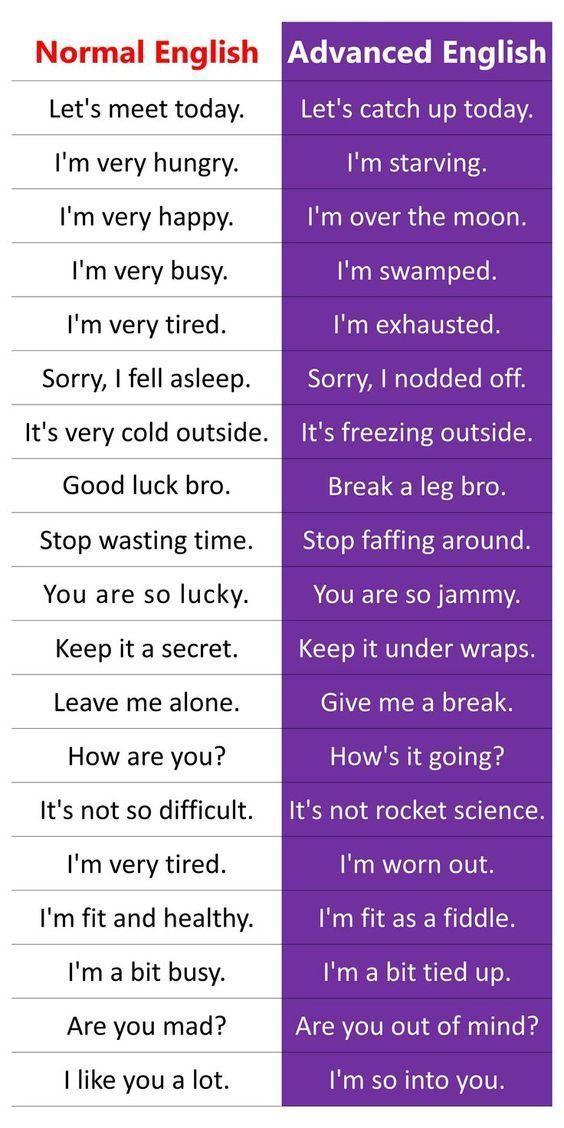 Normal English Advanced English
Let's meet today. Let's catch up today.
I'm very hungry. I'm starving.
I'm very happy. I'm over the moon.
I'm very busy. I'm swamped.
I'm very tired. I'm exhausted.
Sorry, I fell asleep. Sorry, I nodded off.
It's very cold outside. It's freezing outside.
Good luck bro. Break a leg bro.
Stop wasting time. Stop faffing around.
You are so lucky. You are so jammy.
Keep it a secret. Keep it under wraps.
Leave me alone. Give me a break.
How are you? How's it going?
It's not so difficult. It's not rocket science.
I'm very tired. I'm worn out.
I'm fit and healthy. I'm fit as a fiddle.
I'm a bit busy. I'm a bit tied up.
Are you mad? Are you out of mind?
I like you a lot. I'm so into you.